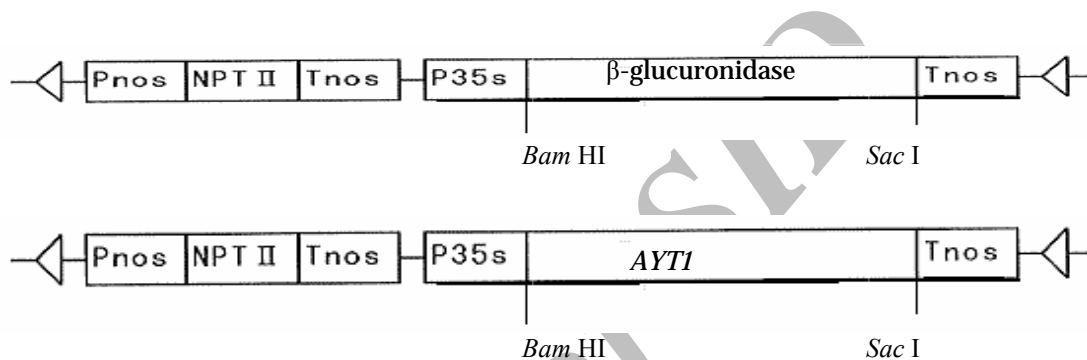 Pnos NPT II Tnos P35s β-glucuronidase Tnos
Bam HI Sac I
Pnos NPT II Tnos P35s AYT1 Tnos
Bam HI Sac I